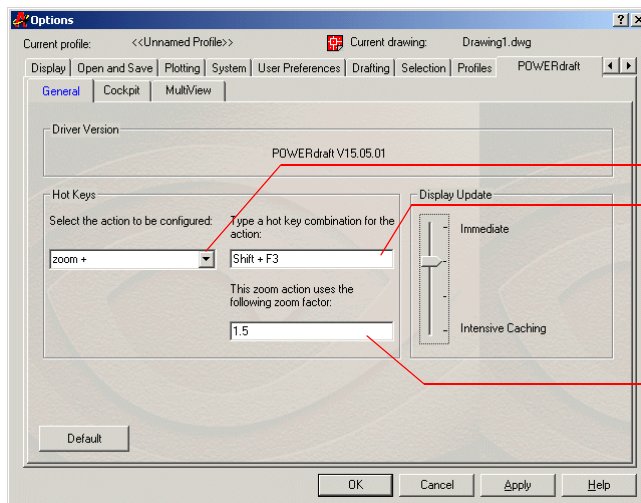 Options
Current profile: <<Unnamed Profile>> Current drawing: Drawing1.dwg
Display Open and Save Plotting System User Preferences Drafting Selection Profiles POWERdraft
General Cockpit MultiView
Driver Version
POWERdraft V15.05.01
Hot Keys
Select the action to be configured:
zoom +
Type a hot key combination for the
action:
Shift + F3
This zoom action uses the
following zoom factor:
1.5
Display Update
Immediate
Intensive Caching
Default
OK Cancel Apply Help